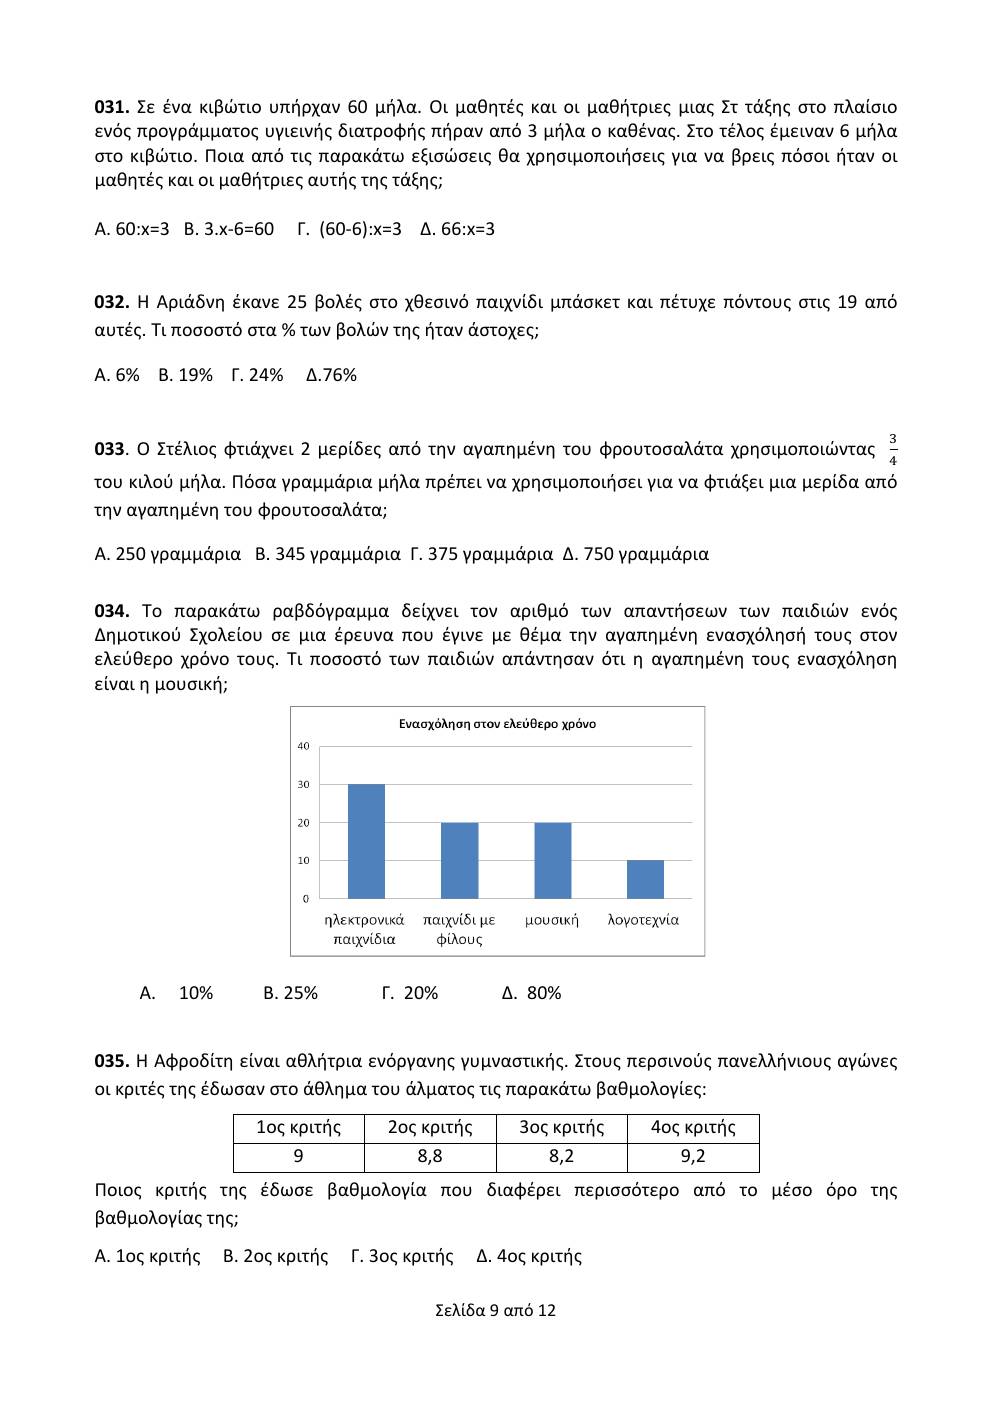 031. Σε ένα κιβώτιο υπήρχαν 60 μήλα. Οι μαθητές και οι μαθήτριες μιας Στ τάξης στο πλαίσιο
ενός προγράμματος υγιεινής διατροφής πήραν από 3 μήλα ο καθένας. Στο τέλος έμειναν 6 μήλα
στο κιβώτιο. Ποια από τις παρακάτω εξισώσεις θα χρησιμοποιήσεις για να βρεις πόσοι ήταν οι
μαθητές και οι μαθήτριες αυτής της τάξης;
Α. 60:x=3 Β. 3.x-6=60 Γ. (60-6):x=3 Δ. 66:x=3
032. Η Αριάδνη έκανε 25 βολές στο χθεσινό παιχνίδι μπάσκετ και πέτυχε πόντους στις 19 από
αυτές. Τι ποσοστό στα % των βολών της ήταν άστοχες;
Α. 6% Β. 19% Γ. 24% Δ.76%
033. Ο Στέλιος φτιάχνει 2 μερίδες από την αγαπημένη του φρουτοσαλάτα χρησιμοποιώντας 3/4
του κιλού μήλα. Πόσα γραμμάρια μήλα πρέπει να χρησιμοποιήσει για να φτιάξει μια μερίδα από
την αγαπημένη του φρουτοσαλάτα;
Α. 250 γραμμάρια Β. 345 γραμμάρια Γ. 375 γραμμάρια Δ. 750 γραμμάρια
034. Το παρακάτω ραβδόγραμμα δείχνει τον αριθμό των απαντήσεων των παιδιών ενός
Δημοτικού Σχολείου σε μια έρευνα που έγινε με θέμα την αγαπημένη ενασχόλησή τους στον
ελεύθερο χρόνο τους. Τι ποσοστό των παιδιών απάντησαν ότι η αγαπημένη τους ενασχόληση
είναι η μουσική;
Ενασχόληση στον ελεύθερο χρόνο
40
30
20
10
0
ηλεκτρονικά παιχνίδι με μουσική λογοτεχνία
παιχνίδια φίλους
Α. 10% Β. 25% Γ. 20% Δ. 80%
035. Η Αφροδίτη είναι αθλήτρια ενόργανης γυμναστικής. Στους περσινούς πανελλήνιους αγώνες
οι κριτές της έδωσαν στο άθλημα του άλματος τις παρακάτω βαθμολογίες:
1ος κριτής 2ος κριτής 3ος κριτής 4ος κριτής
9 8,8 8,2 9,2
Ποιος κριτής της έδωσε βαθμολογία που διαφέρει περισσότερο από το μέσο όρο της
βαθμολογίας της;
Α. 1ος κριτής Β. 2ος κριτής Γ. 3ος κριτής Δ. 4ος κριτής
Σελίδα 9 από 12